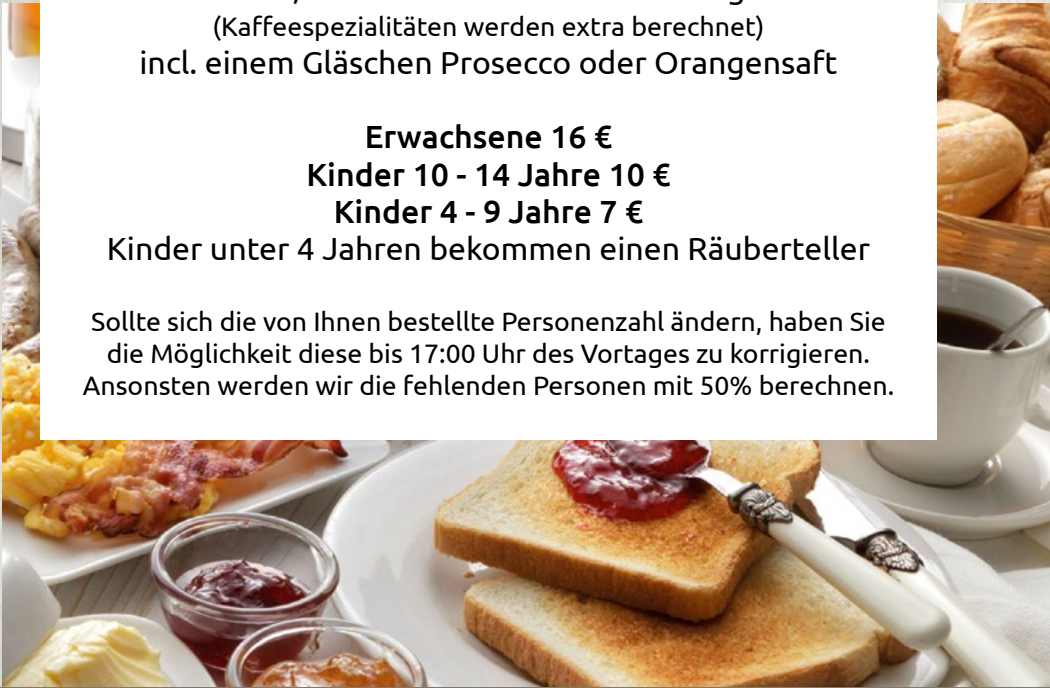 (Kaffeespezialitäten werden extra berechnet)
incl. einem Gläschen Prosecco oder Orangensaft
Erwachsene 16 €
Kinder 10 - 14 Jahre 10 €
Kinder 4 - 9 Jahre 7 €
Kinder unter 4 Jahren bekommen einen Räuberteller
Sollte sich die von Ihnen bestellte Personenzahl ändern, haben Sie
die Möglichkeit diese bis 17:00 Uhr des Vortages zu korrigieren.
Ansonsten werden wir die fehlenden Personen mit 50% berechnen.